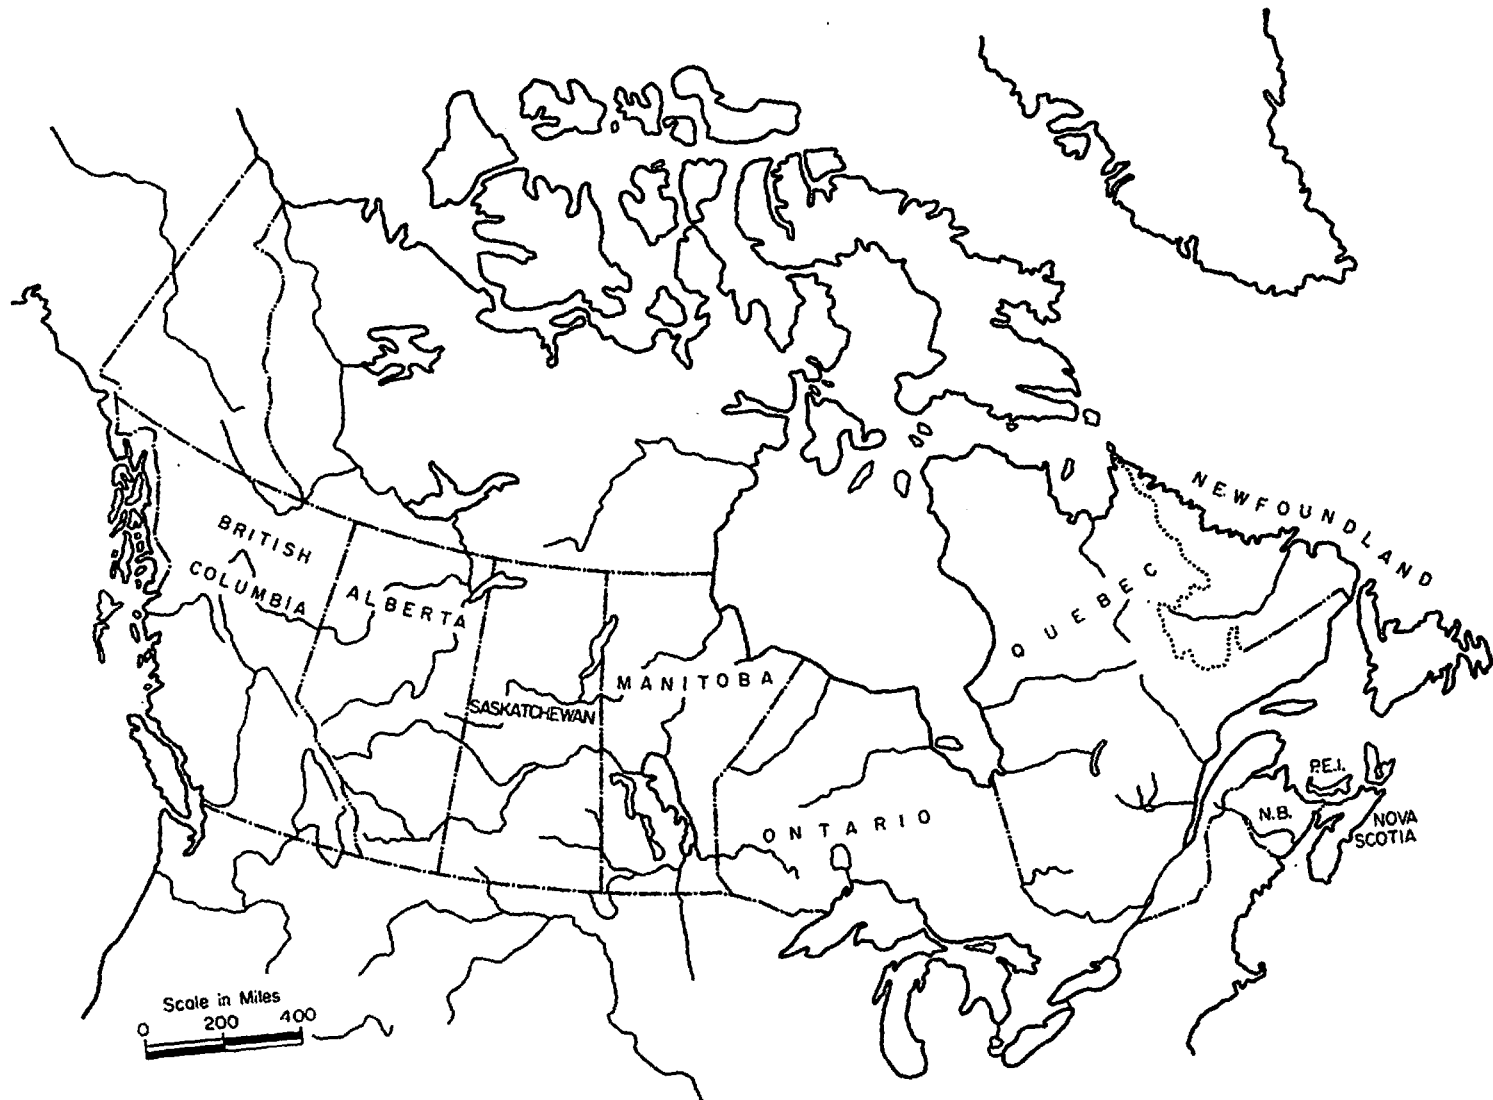 NEWFOUNDLAND
BRITISH
COLUMBIA
ALBERTA
QUEBEC
SASKATCHEWAN
MANITOBA
P.E.I.
N.B.
NOVA
SCOTIA
ONTARIO
Scale in Miles
0 200 400